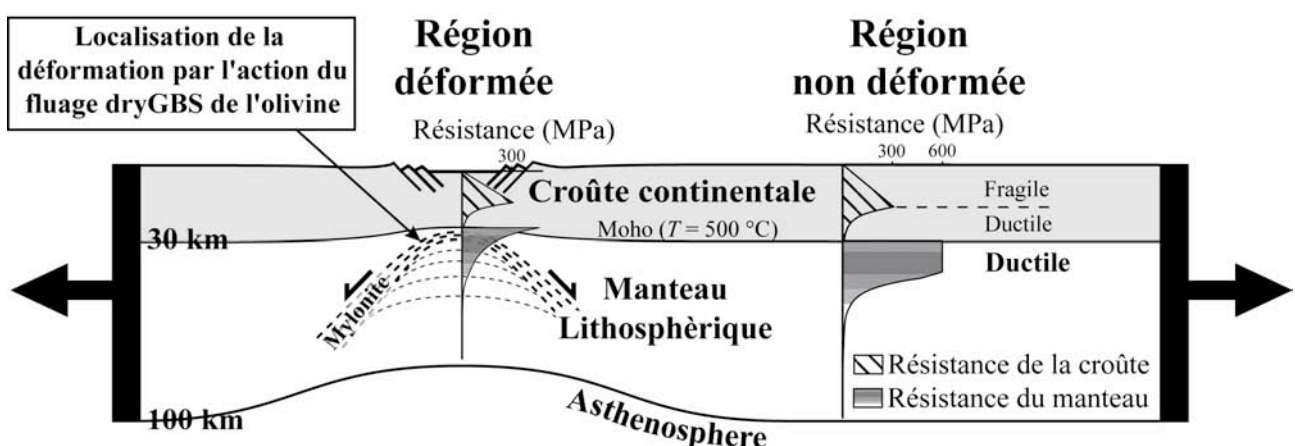 Localisation de la
déformation par l'action du
fluage dryGBS de l'olivine
Région
déformée
Résistance (MPa)
300
Région
non déformée
Résistance (MPa)
300 600
Croûte continentale
Moho (T = 500 °C)
Fragile
Ductile
30 km
Ductile
Mylonite
Manteau
Lithosphèrique
Résistance de la croûte
Résistance du manteau
100 km
Asthenosphere